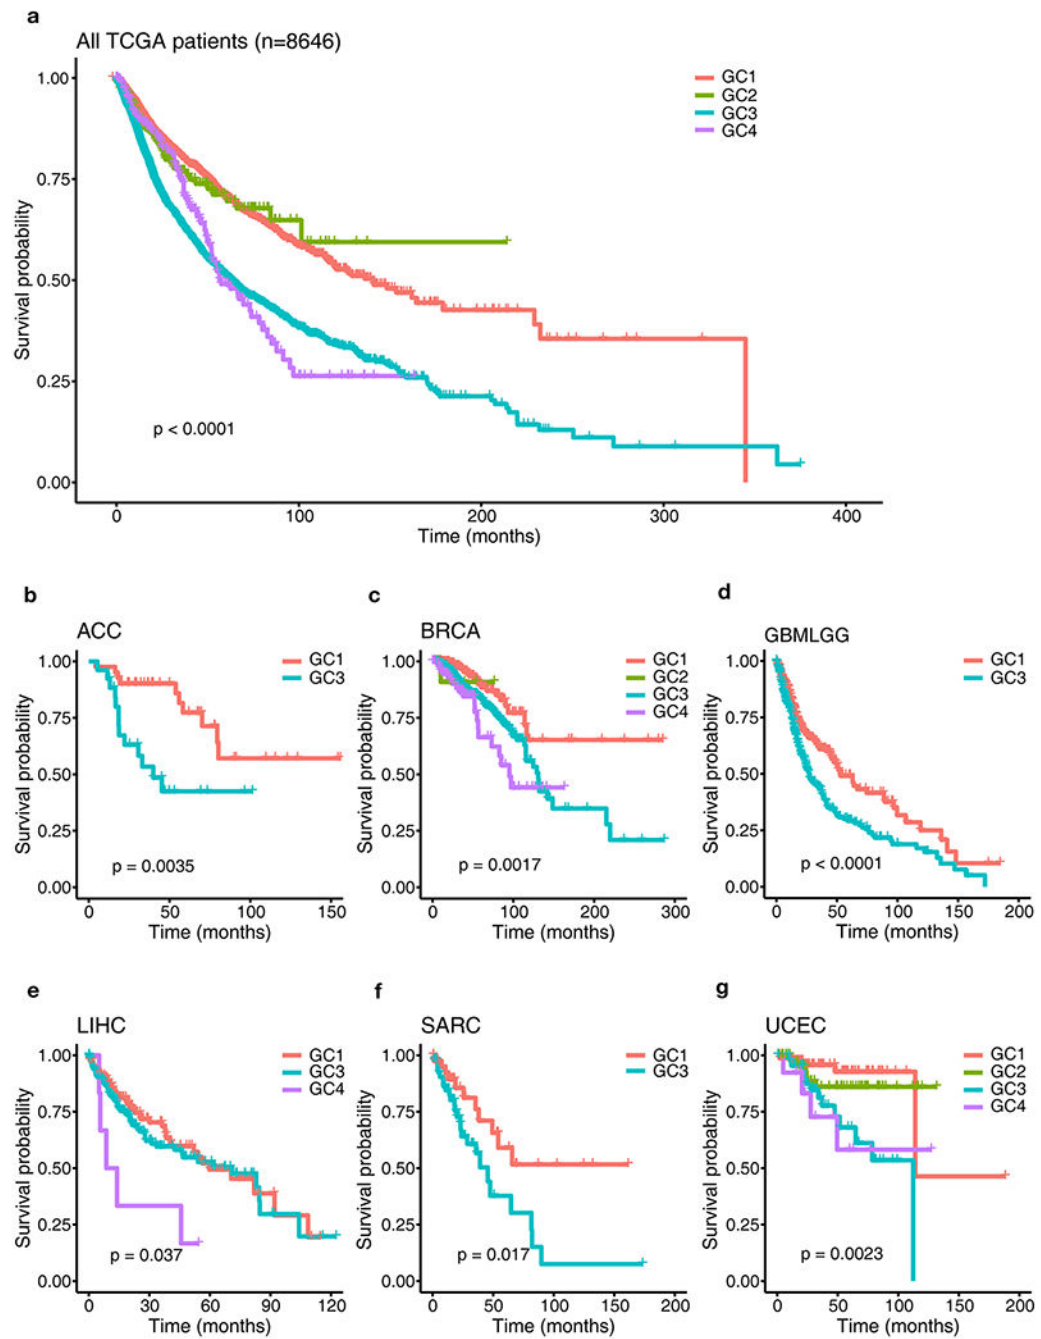 a
All TCGA patients (n=8646)
GC1
GC2
GC3
GC4
Survival probability
1.00
0.75
0.50
0.25
0.00
p < 0.0001
0 100 200 300 400
Time (months)
b
ACC
GC1
GC3
Survival probability
1.00
0.75
0.50
0.25
0.00
p = 0.0035
0 50 100 150
Time (months)
c
BRCA
GC1
GC2
GC3
GC4
Survival probability
1.00
0.75
0.50
0.25
0.00
p = 0.0017
0 100 200 300
Time (months)
d
GBMLGG
GC1
GC3
Survival probability
1.00
0.75
0.50
0.25
0.00
p < 0.0001
0 50 100 150 200
Time (months)
e
LIHC
GC1
GC3
GC4
Survival probability
1.00
0.75
0.50
0.25
0.00
p = 0.037
0 30 60 90 120
Time (months)
f
SARC
GC1
GC3
Survival probability
1.00
0.75
0.50
0.25
0.00
p = 0.017
0 50 100 150 200
Time (months)
g
UCEC
GC1
GC2
GC3
GC4
Survival probability
1.00
0.75
0.50
0.25
0.00
p = 0.0023
0 50 100 150 200
Time (months)